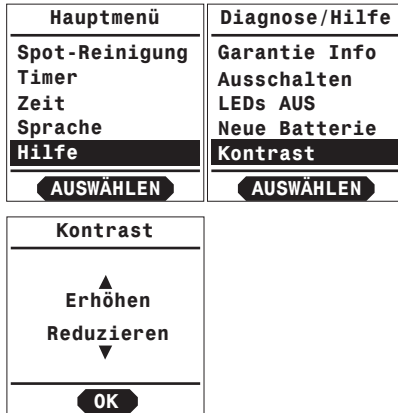 Hauptmenü
Spot-Reinigung
Timer
Zeit
Sprache
Hilfe
AUSWÄHLEN
Diagnose/Hilfe
Garantie Info
Ausschalten
LEDs AUS
Neue Batterie
Kontrast
AUSWÄHLEN
Kontrast
Erhöhen
Reduzieren
OK